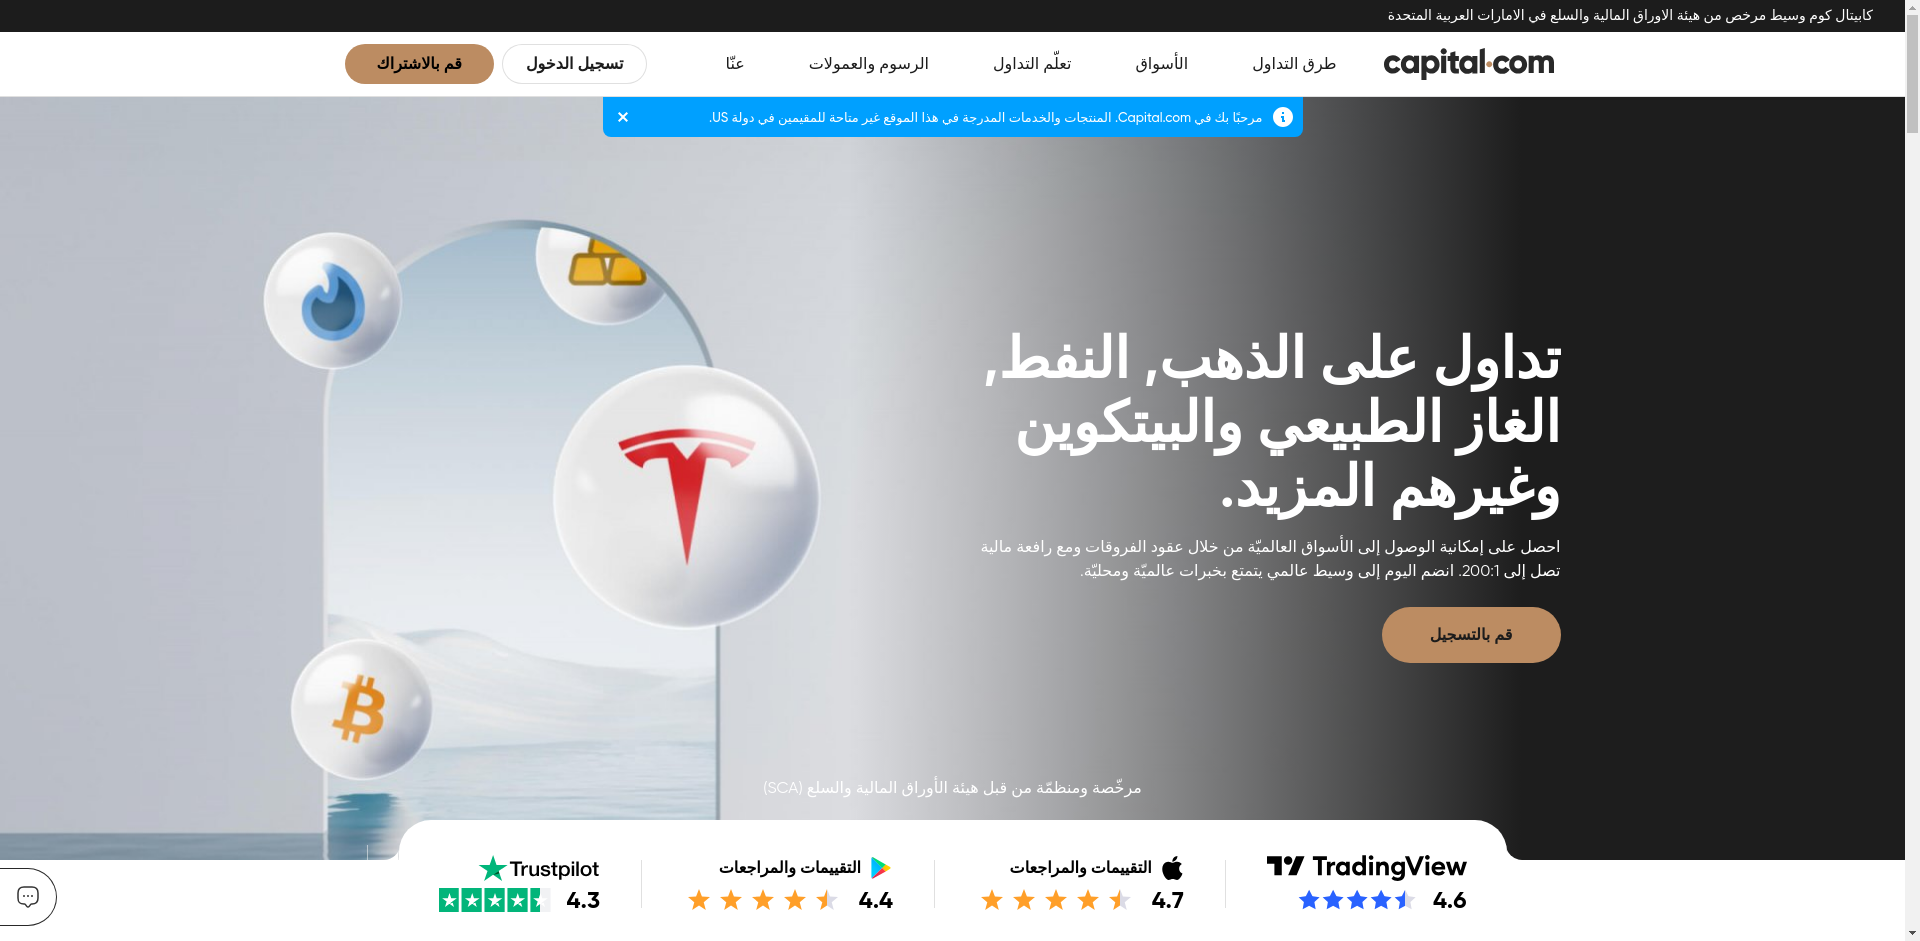 كابيتال كوم وسيط مرخص من هيئة الاوراق المالية والسلع في الامارات العربية المتحدة
capital.com
طرق التداول
الأسواق
تعلّم التداول
الرسوم والعمولات
عنّا
تسجيل الدخول
قم بالاشتراك
مرحبًا بك في Capital.com. المنتجات والخدمات المدرجة في هذا الموقع غير متاحة للمقيمين في دولة US.
تداول على الذهب, النفط,
الغاز الطبيعي والبيتكوين
وغيرهم المزيد.
احصل على إمكانية الوصول إلى الأسواق العالميّة من خلال عقود الفروقات ومع رافعة مالية
تصل إلى 200:1. انضم اليوم إلى وسيط عالمي يتمتع بخبرات عالميّة ومحليّة.
قم بالتسجيل
مرخّصة ومنظمّة من قبل هيئة الأوراق المالية والسلع (SCA)
TradingView
4.6
التقييمات والمراجعات
4.7
التقييمات والمراجعات
4.4
Trustpilot
4.3